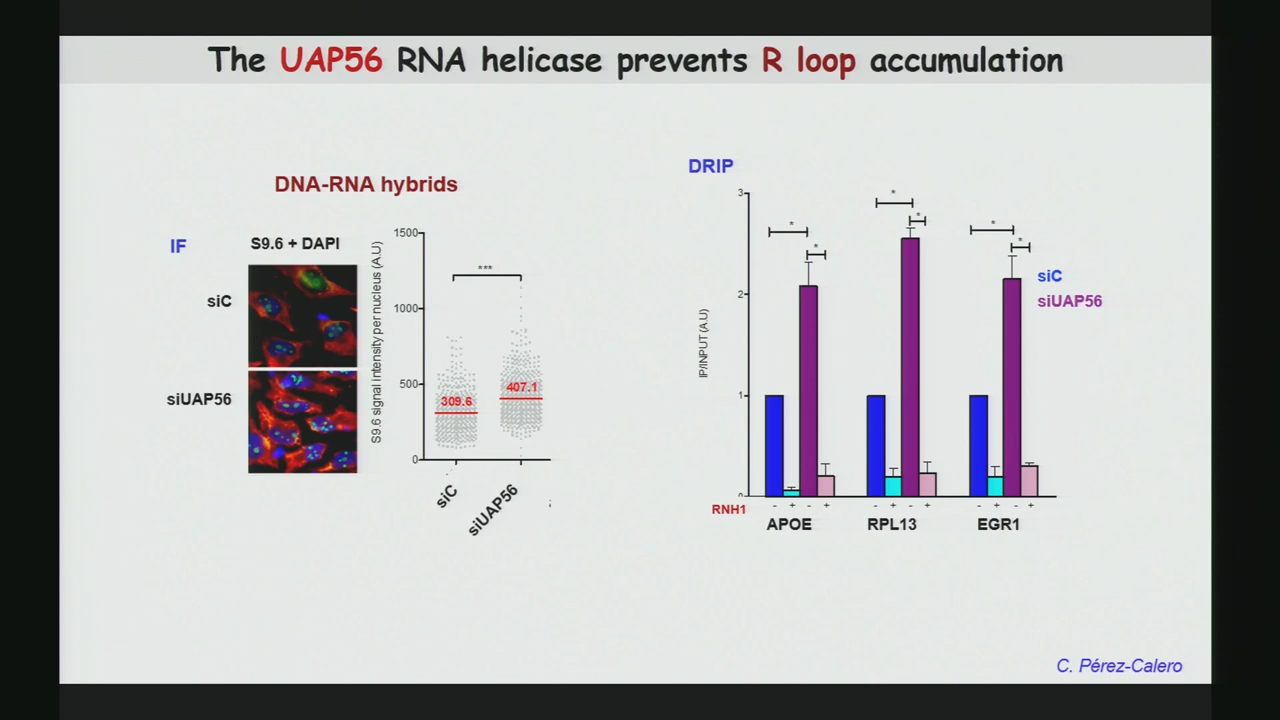 The UAP56 RNA helicase prevents R loop accumulation
DNA-RNA hybrids
IF
S9.6 + DAPI
siC
siUAP56
S9.6 signal intensity per nucleus (A.U)
1500
1000
500
0
***
309.6
407.1
siC
siUAP56
DRIP
IP/INPUT (A.U)
3
2
1
0
* * * * * *
siC
siUAP56
RNH1
- + - + - + - + - + - +
APOE RPL13 EGR1
C. Pérez-Calero